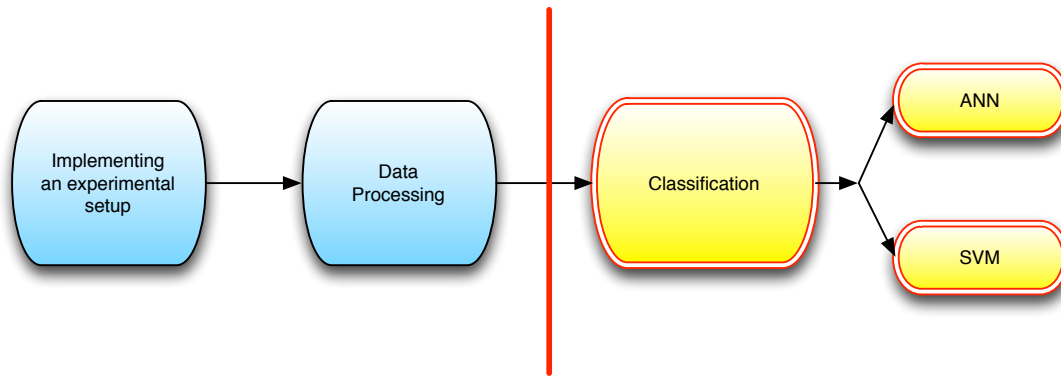 Implementing
an experimental
setup
Data
Processing
Classification
ANN
SVM